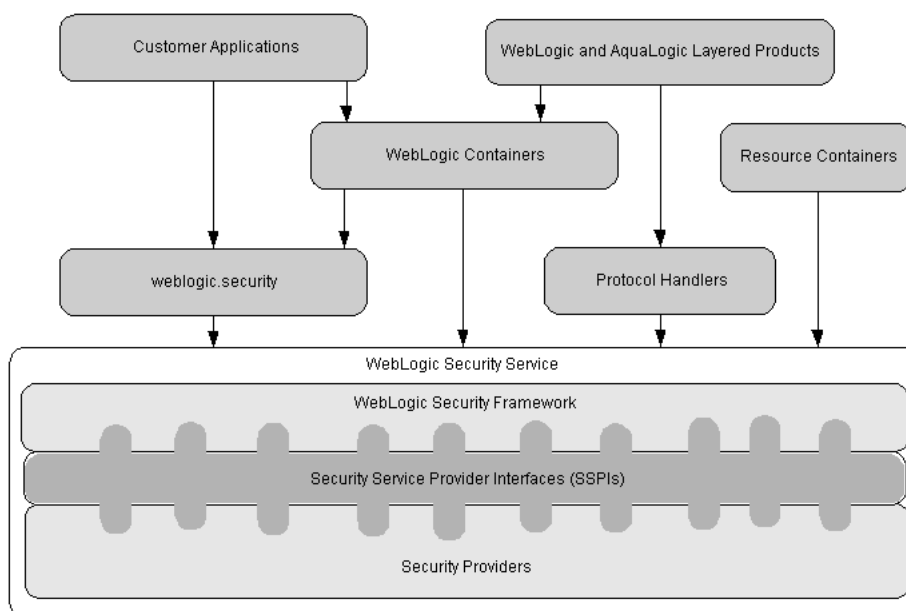 Customer Applications
WebLogic and AquaLogic Layered Products
WebLogic Containers
Resource Containers
weblogic.security
Protocol Handlers
WebLogic Security Service
WebLogic Security Framework
Security Service Provider Interfaces (SSPIs)
Security Providers